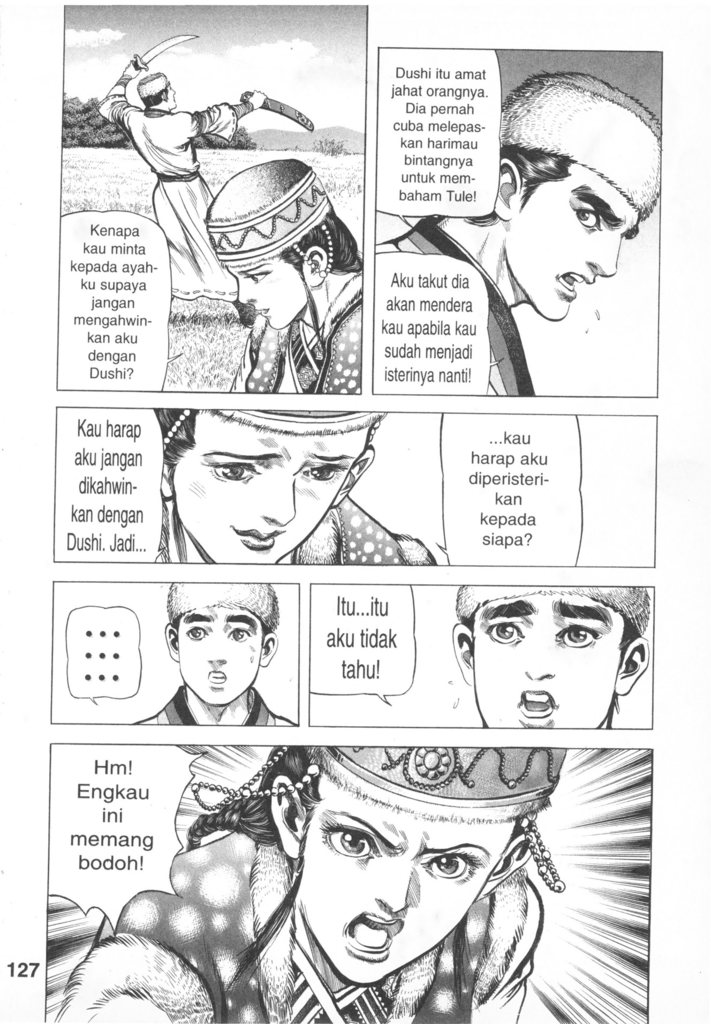 Kenapa
kau minta
kepada ayah-
ku supaya
jangan
mengahwin-
kan aku
dengan
Dushi?
Dushi itu amat
jahat orangnya.
Dia pernah
cuba melepas-
kan harimau
bintangnya
untuk mem-
baham Tule!
Aku takut dia
akan mendera
kau apabila kau
sudah menjadi
isterinya nanti!
Kau harap
aku jangan
dikahwin-
kan dengan
Dushi. Jadi...
...kau
harap aku
diperisteri-
kan
kepada
siapa?
...
...
...
Itu...itu
aku tidak
tahu!
Hm!
Engkau
ini
memang
bodoh!
127